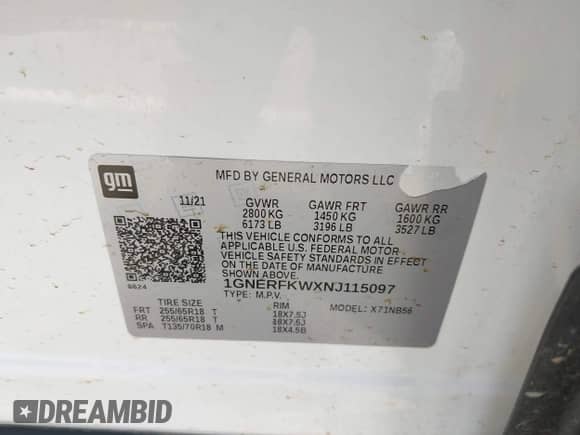 gm
MFD BY GENERAL MOTORS LLC
11/21 GVWR GAWR FRT GAWR RR
2800 KG 1450 KG 1600 KG
6173 LB 3196 LB 3527 LB
THIS VEHICLE CONFORMS TO ALL
APPLICABLE U.S. FEDERAL MOTOR
VEHICLE SAFETY STANDARDS IN EFFECT
ON THE DATE OF MANUFACTURE
SHOWN ABOVE.
6624
1GNERFKWXNJ115097
TYPE: M.P.V. MODEL: X71NB56
TIRE SIZE RIM
FRT 255/65R18 T 18X7.5J
RR 255/65R18 T 18X7.5J
SPA T135/70R18 M 18X4.5B
DREAMBID